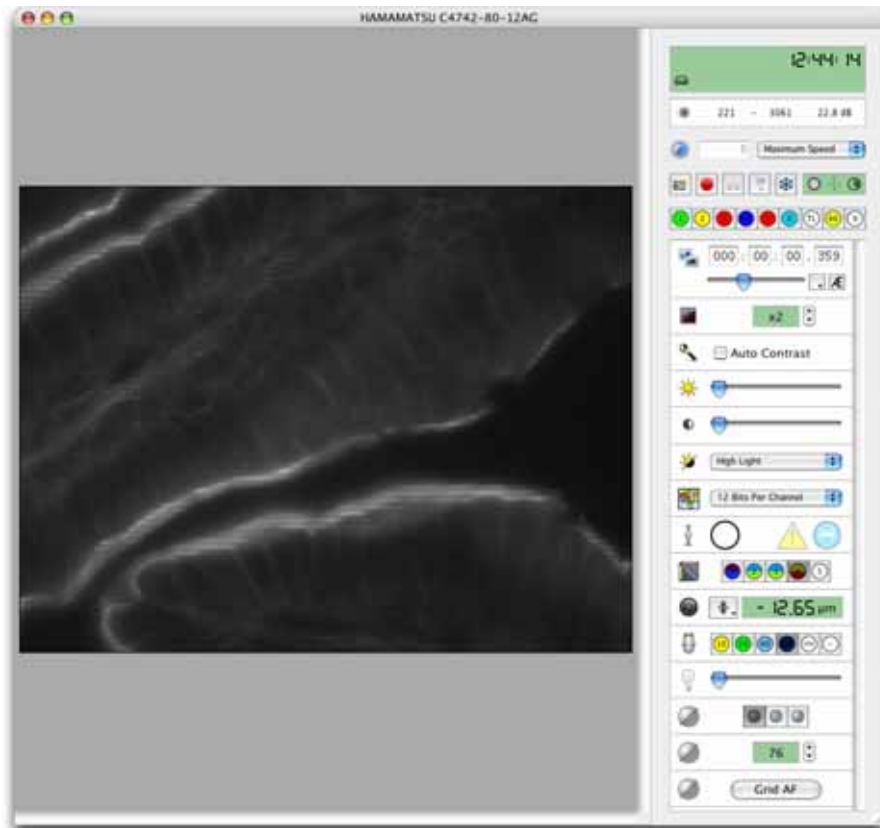 HAMAMATSU C4742-80-12AG
12:44:14
221 - 3061 22.8 dB
Maximum Speed
000 : 00 : 00 . 359
Æ
x2
Auto Contrast
High Light
12 Bits Per Channel
- 12.65 µm
76
Grid AF